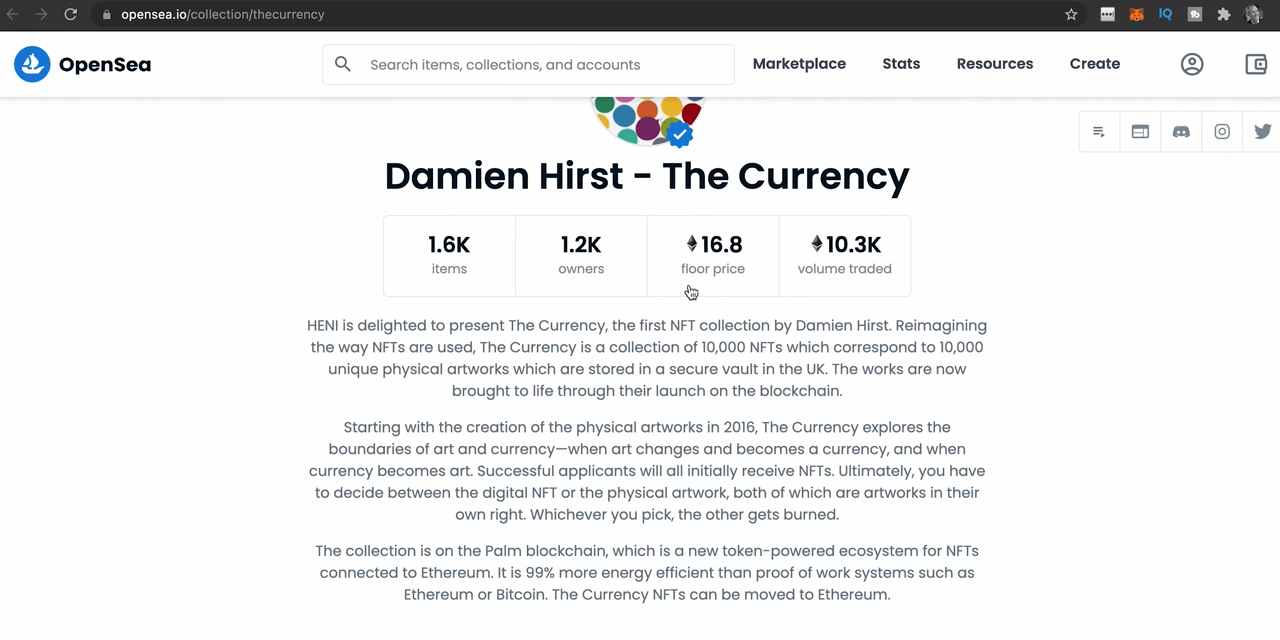 opensea.io/collection/thecurrency
IQ
tb
OpenSea
Search items, collections, and accounts
Marketplace
Stats
Resources
Create
Damien Hirst - The Currency
1.6K
items
1.2K
owners
16.8
floor price
10.3K
volume traded
HENI is delighted to present The Currency, the first NFT collection by Damien Hirst. Reimagining
the way NFTs are used, The Currency is a collection of 10,000 NFTs which correspond to 10,000
unique physical artworks which are stored in a secure vault in the UK. The works are now
brought to life through their launch on the blockchain.
Starting with the creation of the physical artworks in 2016, The Currency explores the
boundaries of art and currency—when art changes and becomes a currency, and when
currency becomes art. Successful applicants will all initially receive NFTs. Ultimately, you have
to decide between the digital NFT or the physical artwork, both of which are artworks in their
own right. Whichever you pick, the other gets burned.
The collection is on the Palm blockchain, which is a new token-powered ecosystem for NFTs
connected to Ethereum. It is 99% more energy efficient than proof of work systems such as
Ethereum or Bitcoin. The Currency NFTs can be moved to Ethereum.